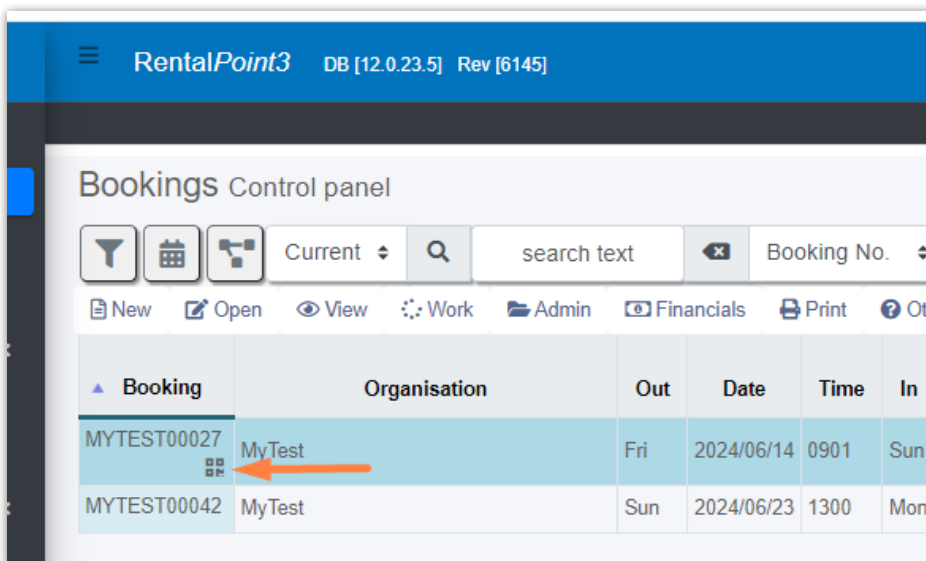 RentalPoint3 DB [12.0.23.5] Rev [6145]
Bookings Control panel
Current search text Booking No.
New Open View Work Admin Financials Print Ot
Booking Organisation Out Date Time In
MYTEST00027 MyTest Fri 2024/06/14 0901 Sun
MYTEST00042 MyTest Sun 2024/06/23 1300 Mon